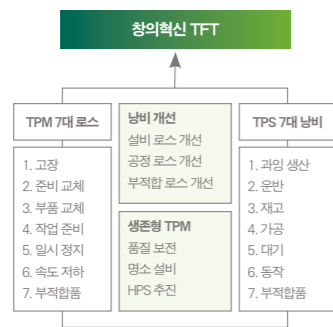 창의혁신 TFT
TPM 7대 로스
1. 고장
2. 준비 교체
3. 부품 교체
4. 작업 준비
5. 일시 정지
6. 속도 저하
7. 부적합품
낭비 개선
설비 로스 개선
공정 로스 개선
부적합 로스 개선
생존형 TPM
품질 보전
명소 설비
HPS 추진
TPS 7대 낭비
1. 과잉 생산
2. 운반
3. 재고
4. 가공
5. 대기
6. 동작
7. 부적합품